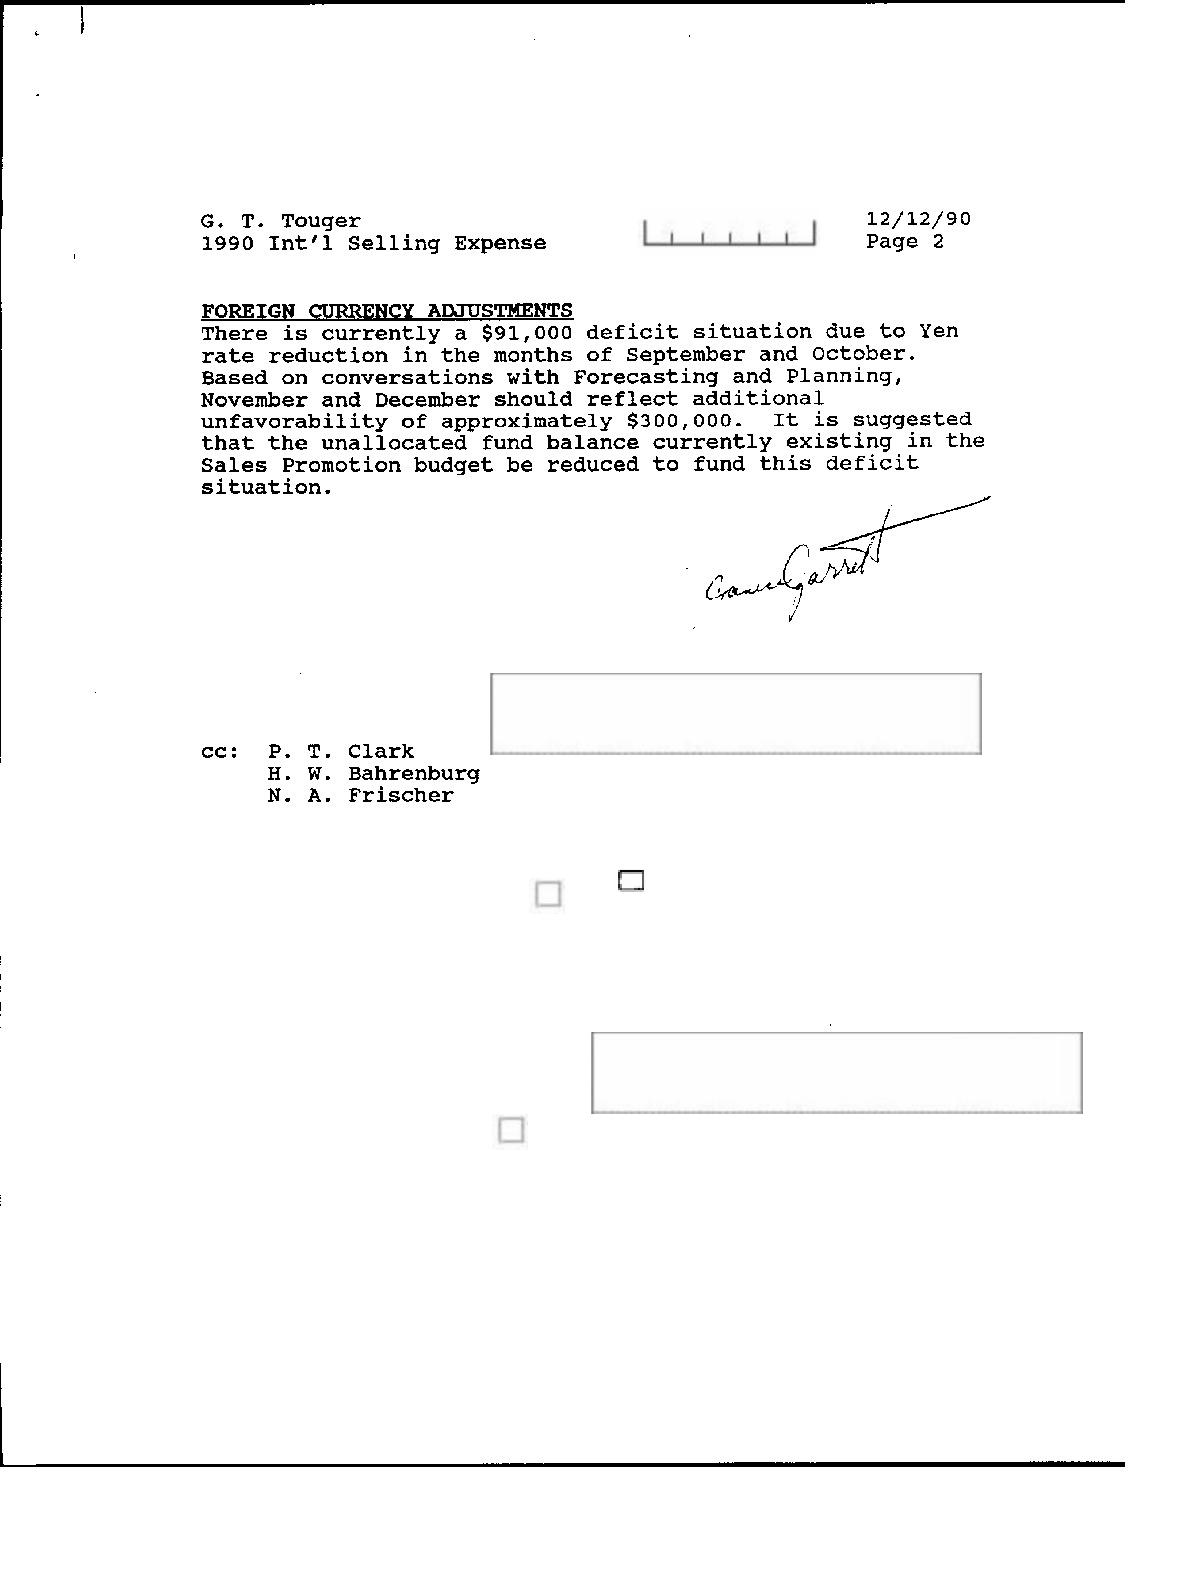 G. T. Touger
1990 Int'l Selling Expense
12/12/90
Page 2
FOREIGN CURRENCY ADJUSTMENTS
There is currently a $91,000 deficit situation due to Yen
rate reduction in the months of September and October.
Based on conversations with Forecasting and Planning,
November and December should reflect additional
unfavorability of approximately $300,000. It is suggested
that the unallocated fund balance currently existing in the
Sales Promotion budget be reduced to fund this deficit
situation.
Garrett
cc: P. T. Clark
H. W. Bahrenburg
N. A. Frischer